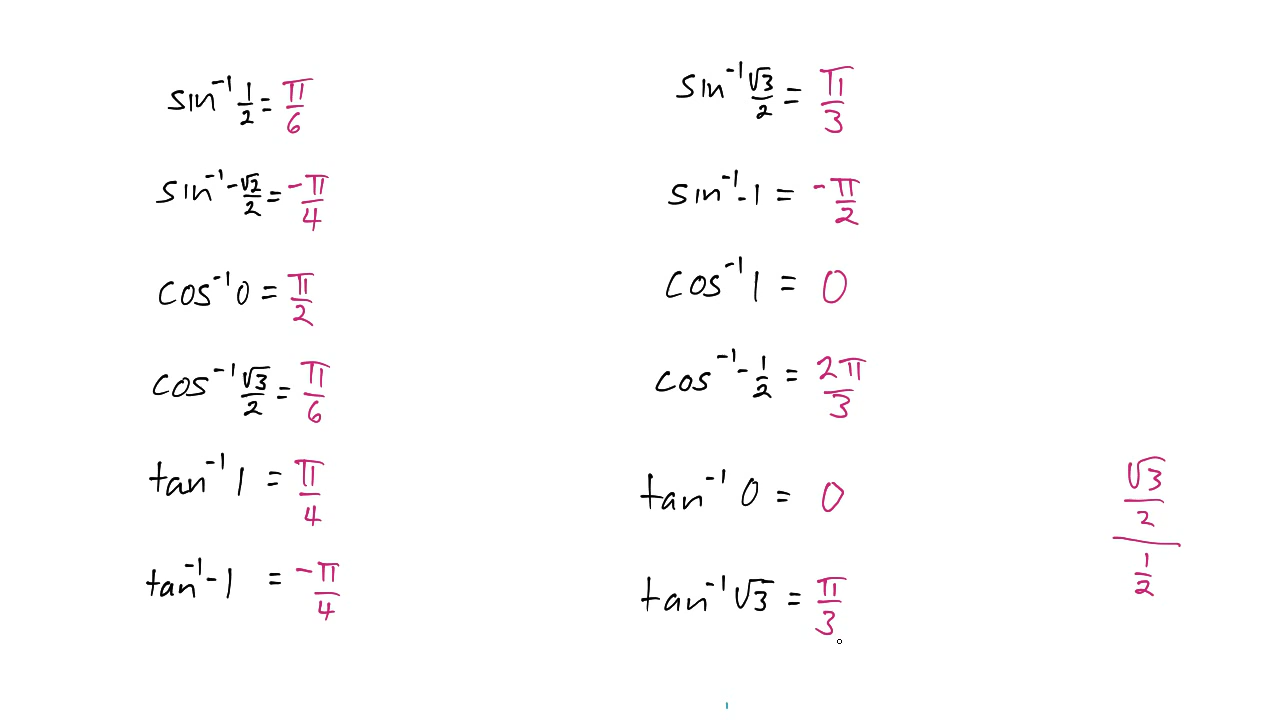 sin⁻¹ 1/2 = π/6
sin⁻¹ -√2/2 = -π/4
cos⁻¹ 0 = π/2
cos⁻¹ √3/2 = π/6
tan⁻¹ 1 = π/4
tan⁻¹ -1 = -π/4
sin⁻¹ √3/2 = π/3
sin⁻¹ -1 = -π/2
cos⁻¹ 1 = 0
cos⁻¹ -1/2 = 2π/3
tan⁻¹ 0 = 0
tan⁻¹ √3 = π/3
(√3/2)/(1/2)